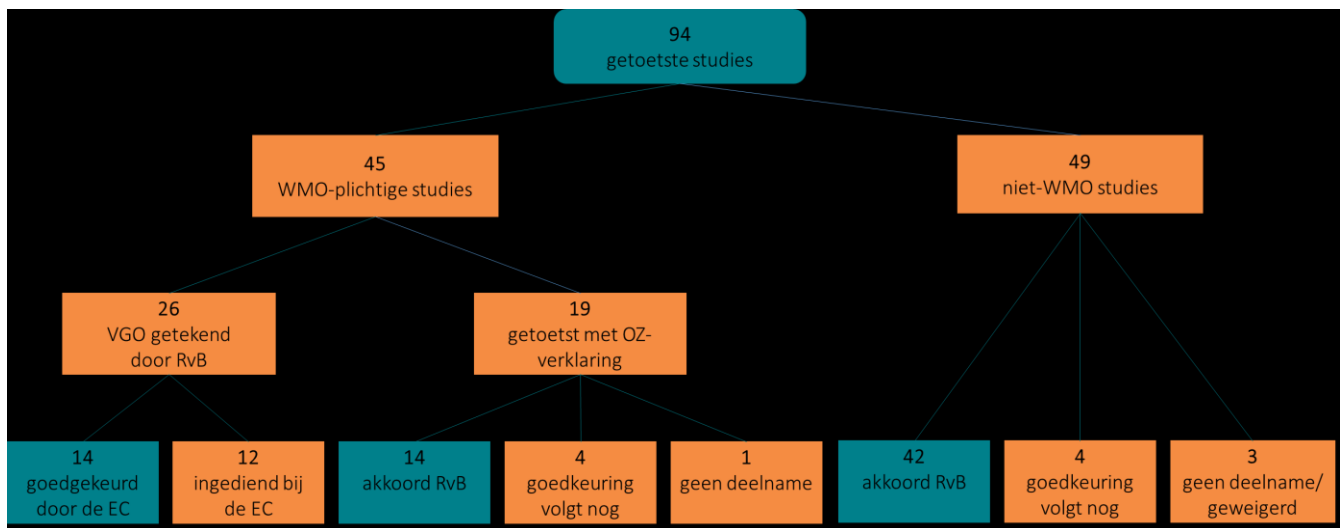 94
getoetste studies
45
WMO-plichtige studies
49
niet-WMO studies
26
VGO getekend
door RvB
19
getoetst met OZ-
verklaring
14
goedgekeurd
door de EC
12
ingediend bij
de EC
14
akkoord RvB
4
goedkeuring
volgt nog
1
geen deelname
42
akkoord RvB
4
goedkeuring
volgt nog
3
geen deelname/
geweigerd